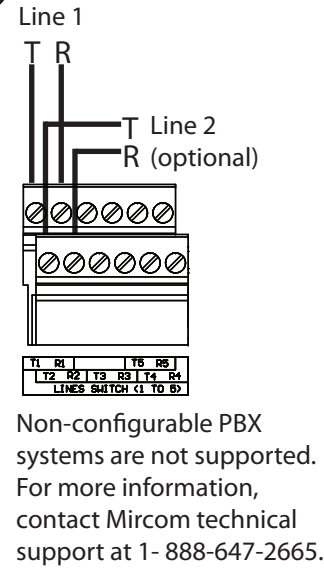 Line 1
T R
T Line 2
R (optional)
T1 R1 T5 R5
T2 R2 T3 R3 T4 R4
LINES SWITCH (1 TO 5)
Non-configurable PBX
systems are not supported.
For more information,
contact Mircom technical
support at 1- 888-647-2665.